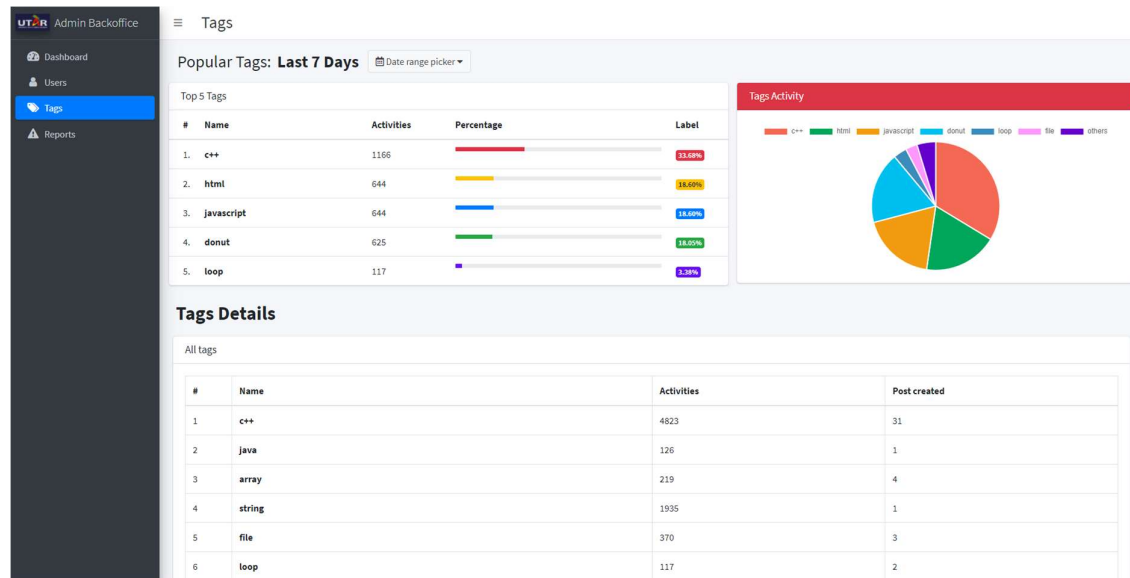 UTAR Admin Backoffice
Dashboard
Users
Tags
Reports
Tags
Popular Tags: Last 7 Days Date range picker
Top 5 Tags
# Name Activities Percentage Label
1. c++ 1166 33.68%
2. html 644 18.60%
3. javascript 644 18.60%
4. donut 625 18.05%
5. loop 117 3.38%
Tags Activity
c++ html javascript donut loop file others
Tags Details
All tags
# Name Activities Post created
1 c++ 4823 31
2 java 126 1
3 array 219 4
4 string 1935 1
5 file 370 3
6 loop 117 2